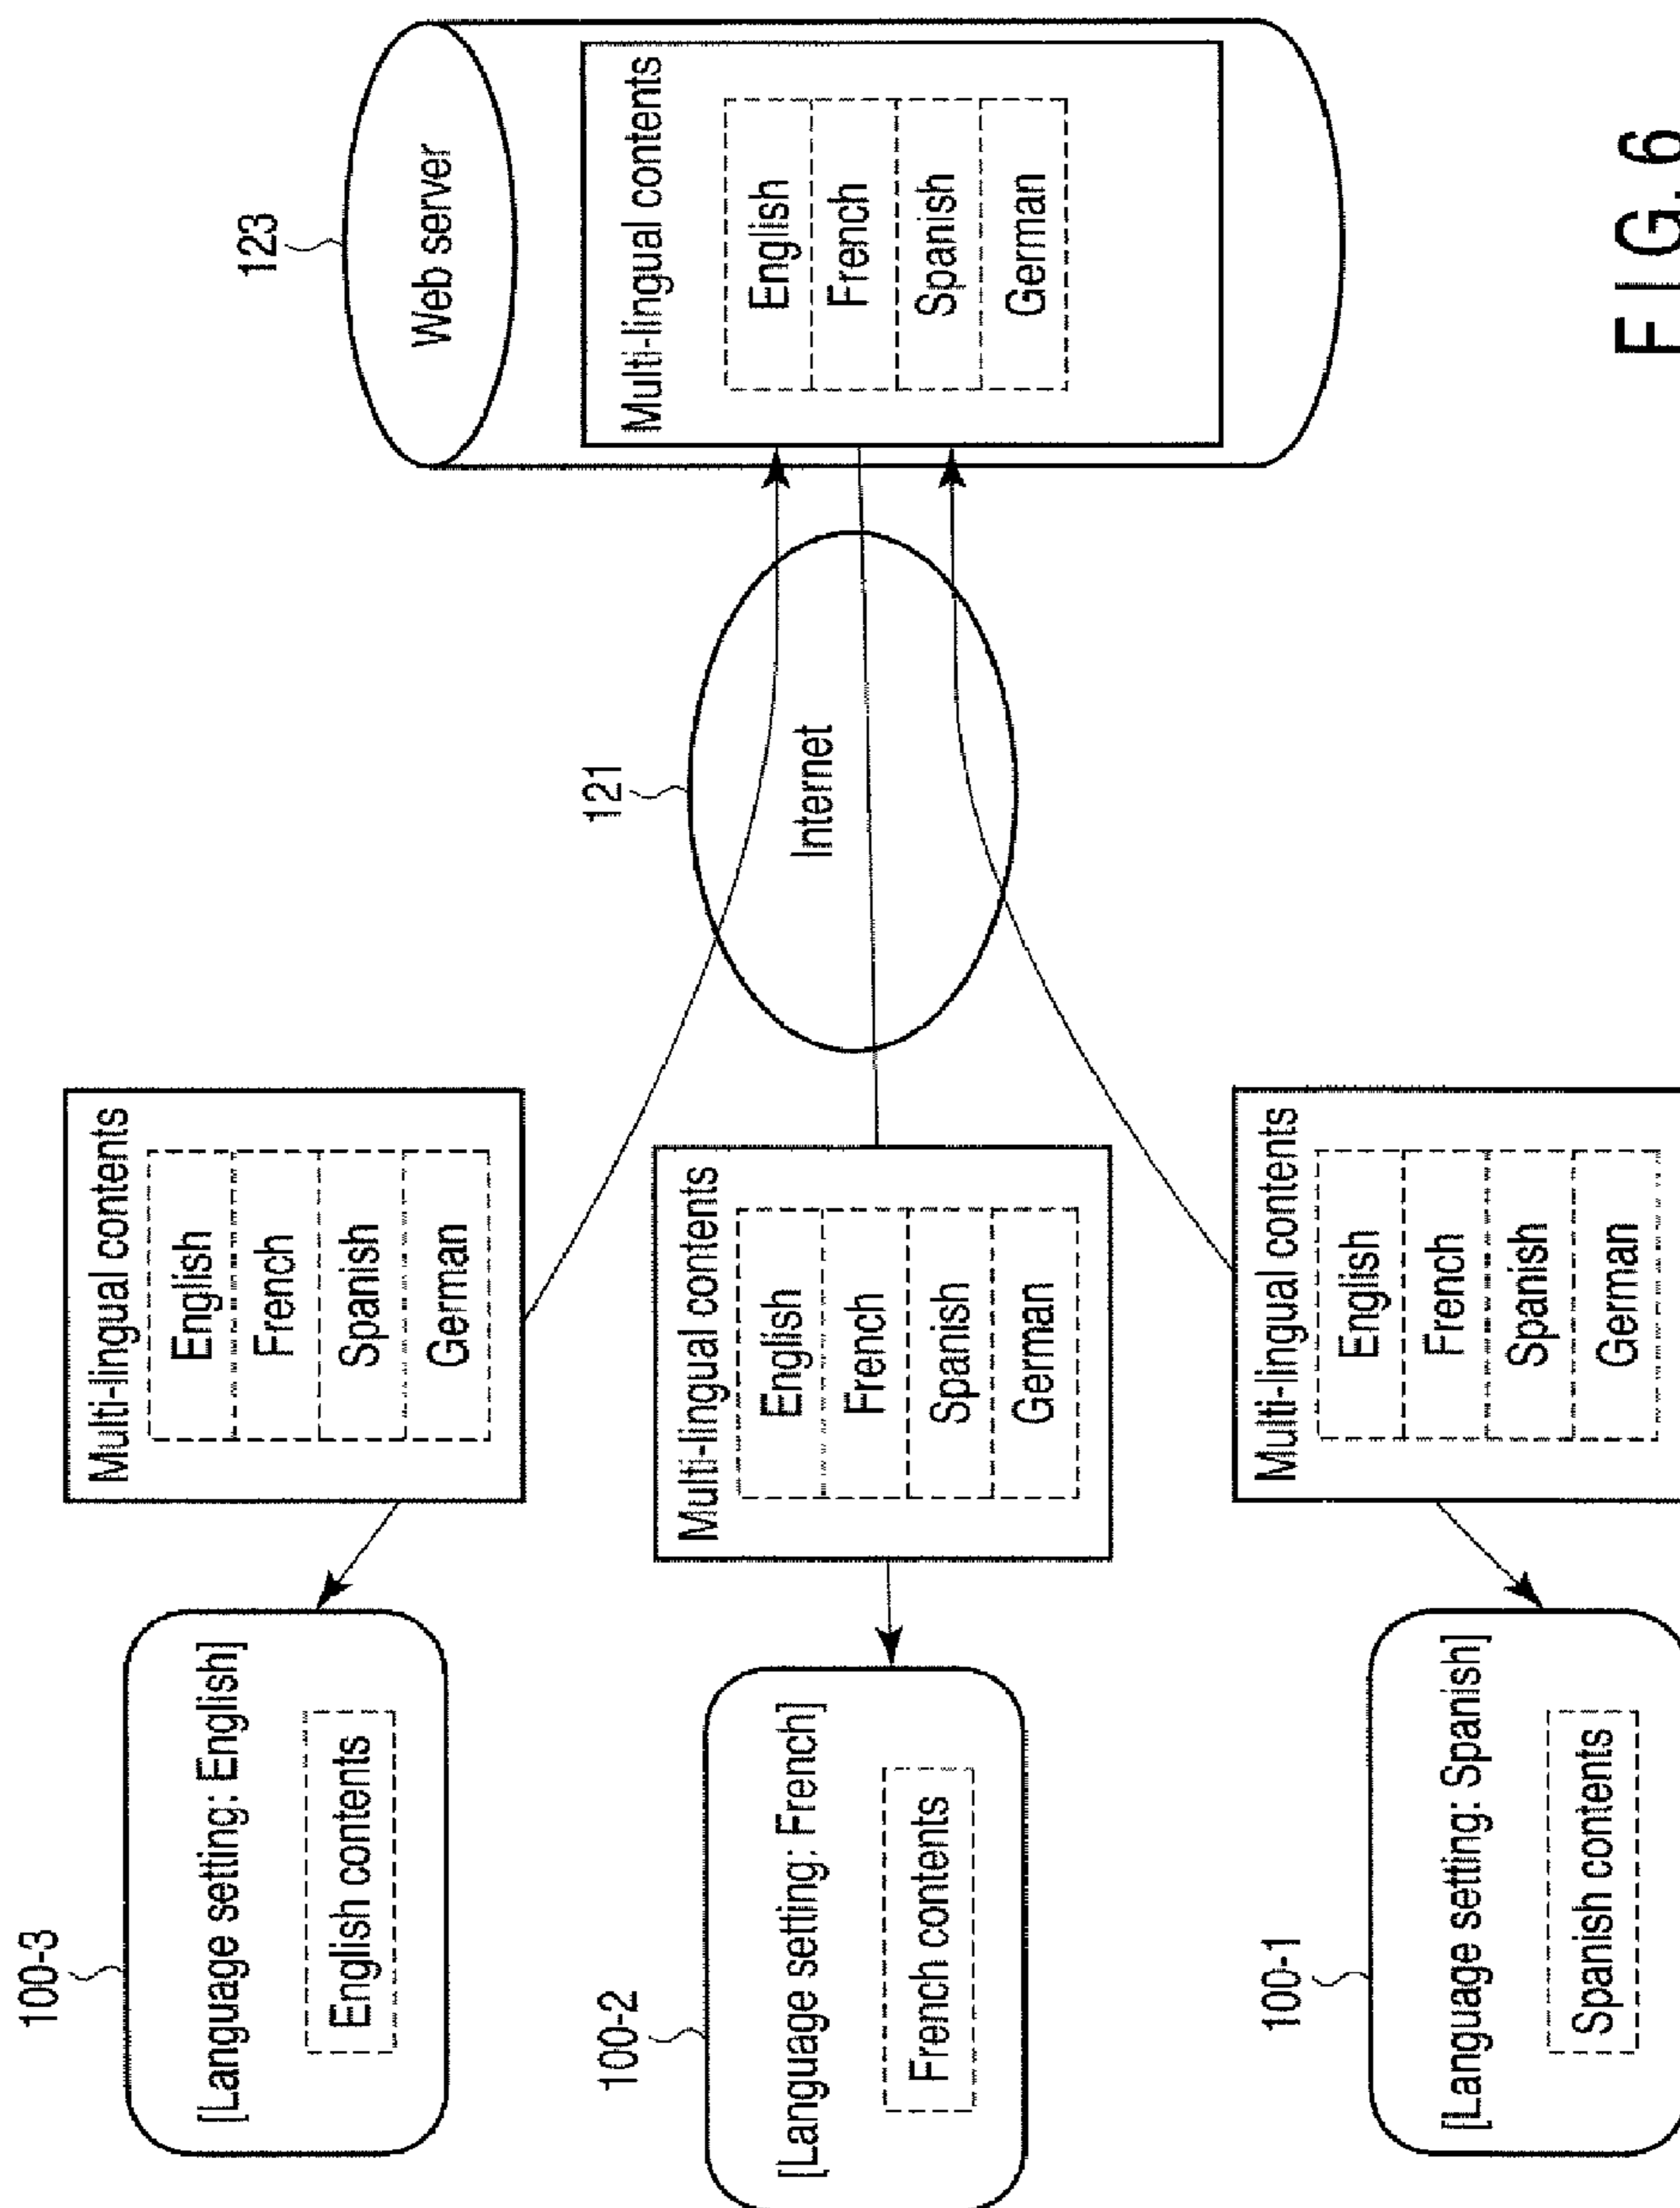 100-3
[Language setting: English]
English contents
Multi-lingual contents
English
French
Spanish
German
123
Web server
Multi-lingual contents
English
French
Spanish
German
121
Internet
100-2
[Language setting: French]
French contents
Multi-lingual contents
English
French
Spanish
German
100-1
[Language setting: Spanish]
Spanish contents
Multi-lingual contents
English
French
Spanish
German
FIG. 6